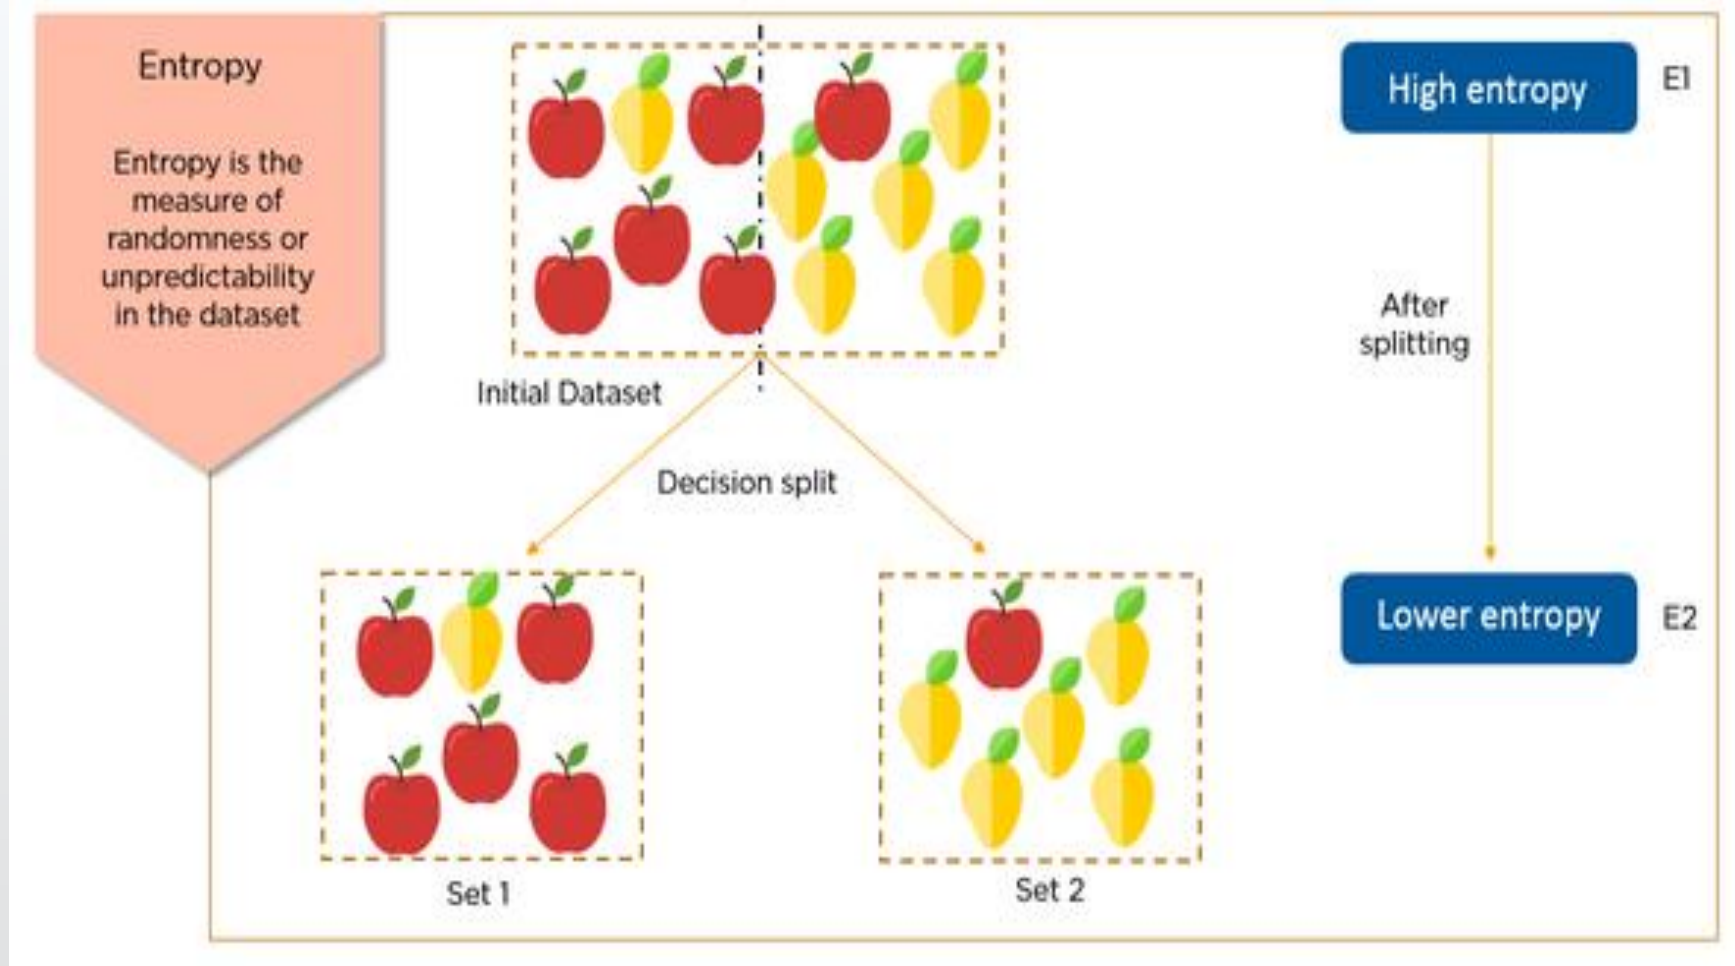 Entropy
Entropy is the
measure of
randomness or
unpredictability
in the dataset
Initial Dataset
Decision split
Set 1
Set 2
High entropy
E1
After
splitting
Lower entropy
E2